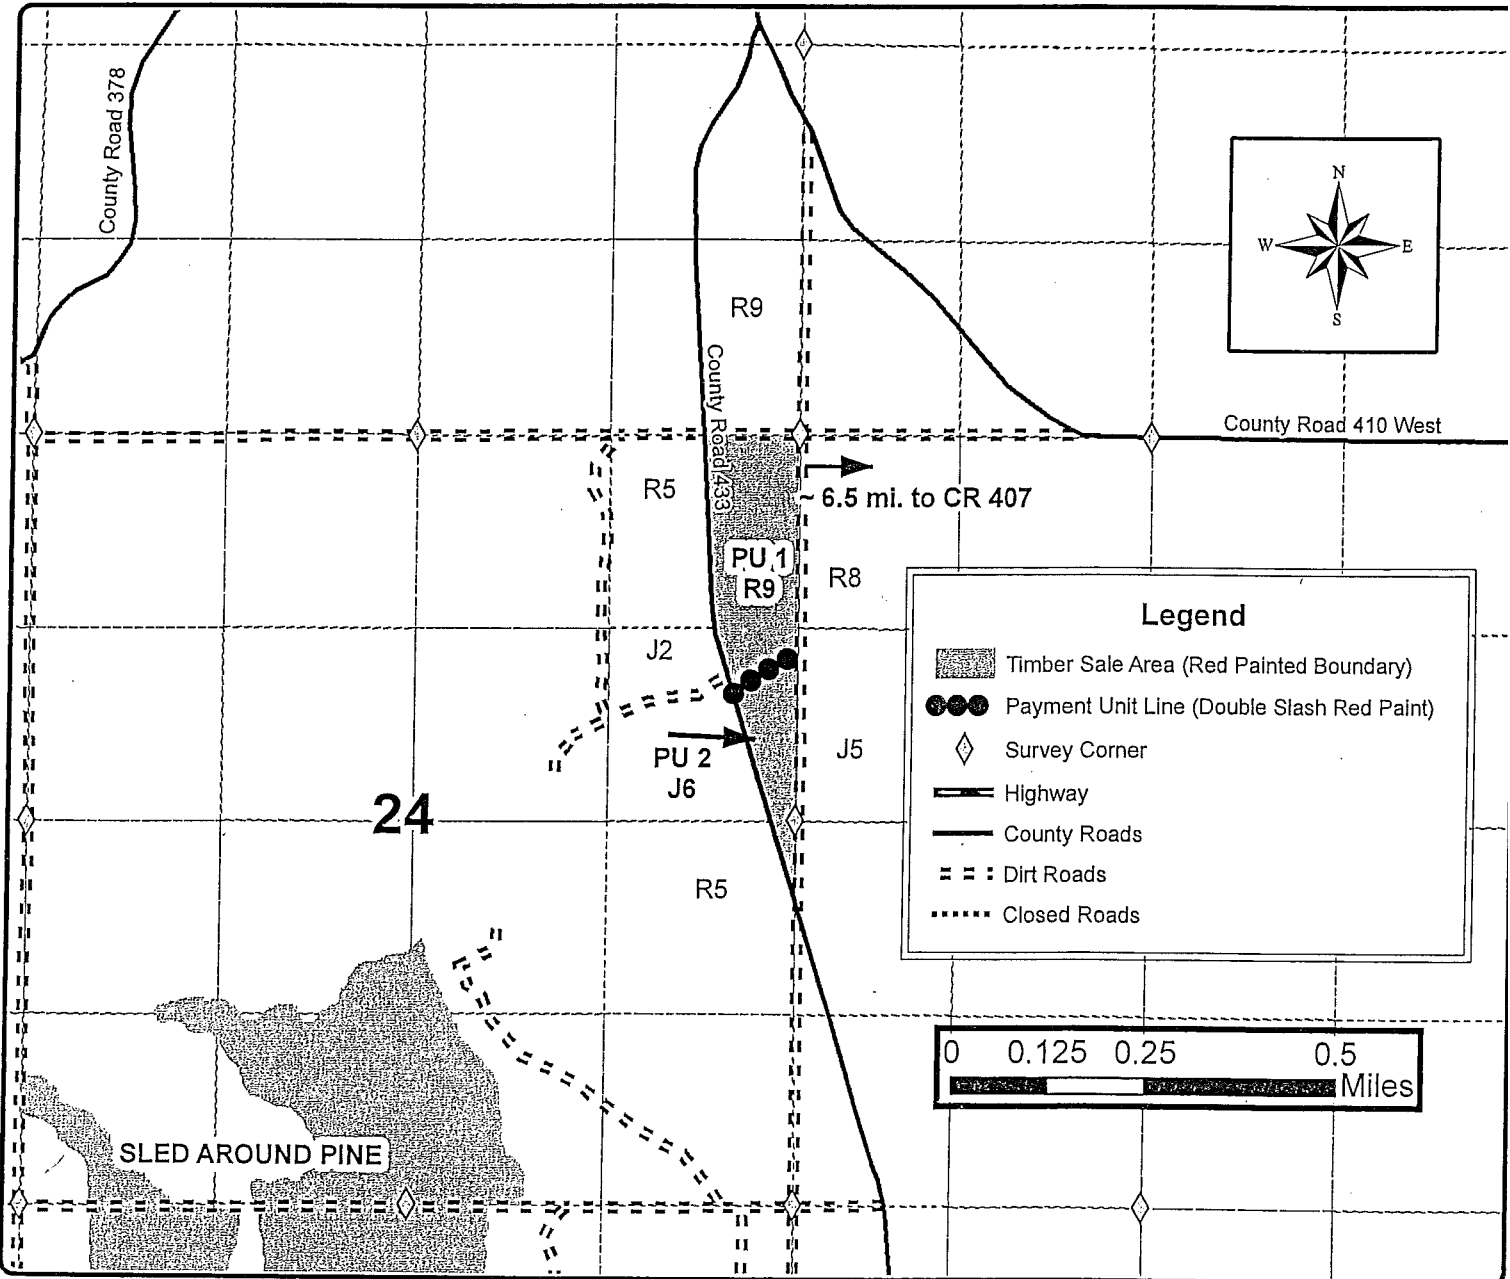 County Road 378
N
W
E
S
R9
County Road 433
County Road 410 West
R5
~ 6.5 mi. to CR 407
PU 1
R9
R8
J2
PU 2
J6
J5
24
R5
Legend
Timber Sale Area (Red Painted Boundary)
Payment Unit Line (Double Slash Red Paint)
Survey Corner
Highway
County Roads
Dirt Roads
Closed Roads
0 0.125 0.25 0.5
Miles
SLED AROUND PINE